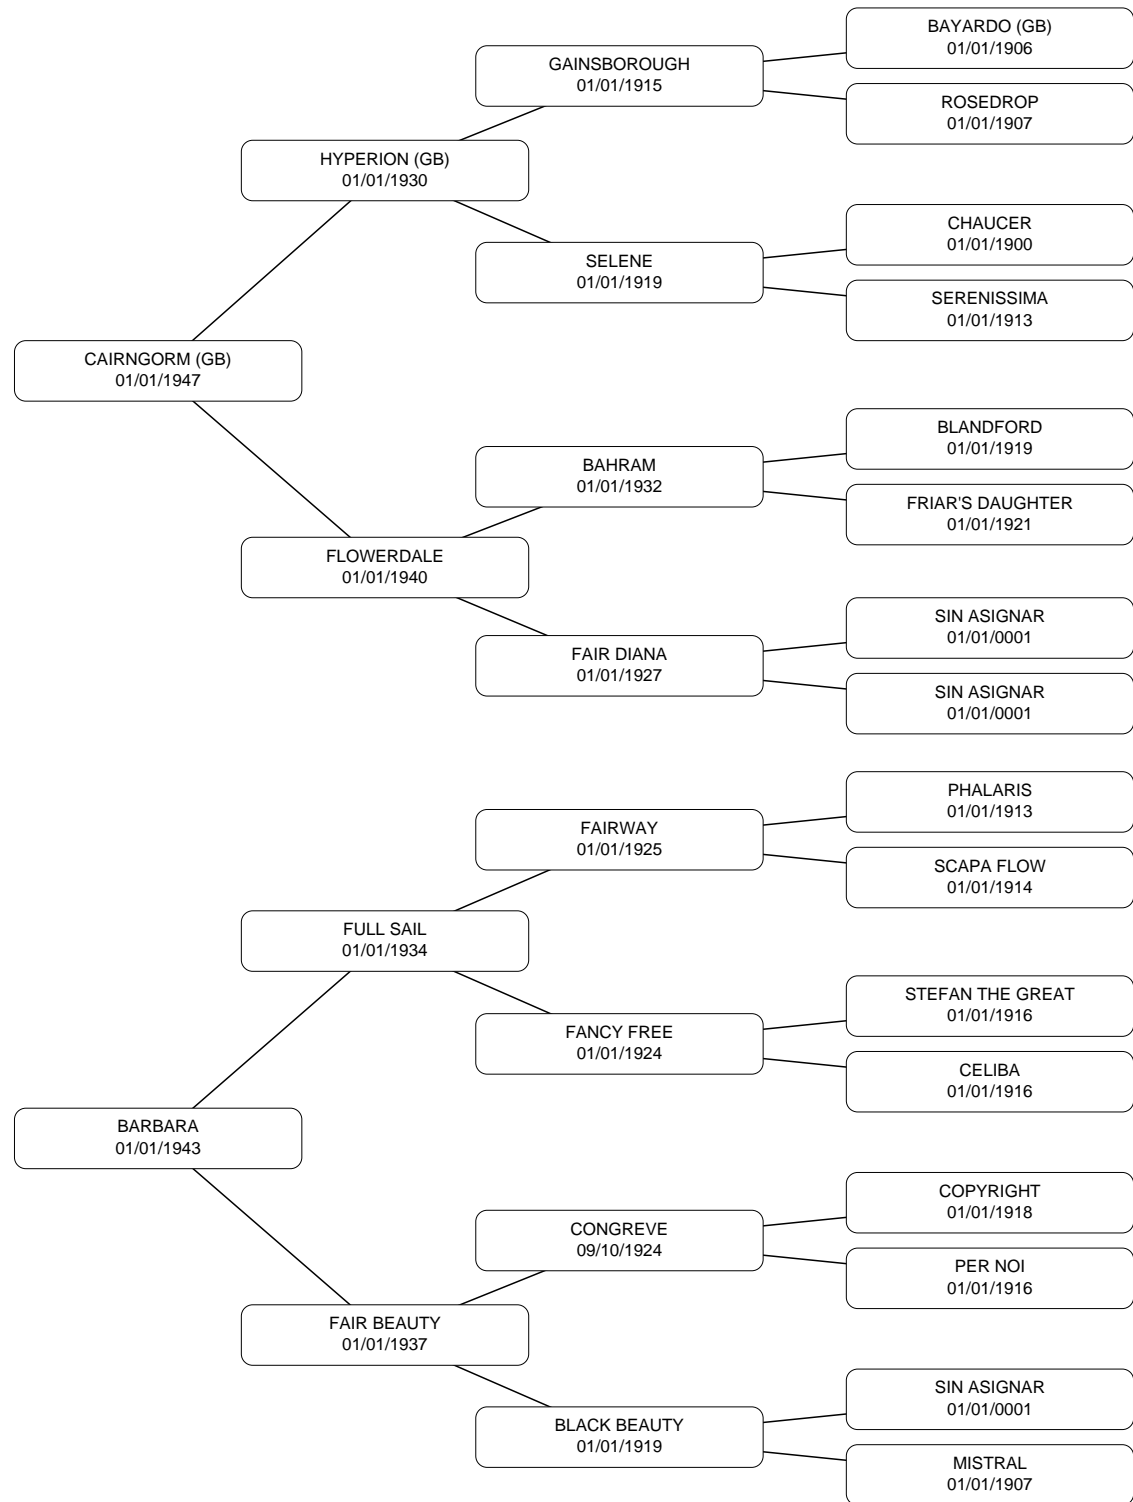 BAYARDO (GB)
01/01/1906
GAINSBOROUGH
01/01/1915
ROSEDROP
01/01/1907
HYPERION (GB)
01/01/1930
CHAUCER
01/01/1900
SELENE
01/01/1919
SERENISSIMA
01/01/1913
CAIRNGORM (GB)
01/01/1947
BLANDFORD
01/01/1919
BAHRAM
01/01/1932
FRIAR'S DAUGHTER
01/01/1921
FLOWERDALE
01/01/1940
SIN ASIGNAR
01/01/0001
FAIR DIANA
01/01/1927
SIN ASIGNAR
01/01/0001
PHALARIS
01/01/1913
FAIRWAY
01/01/1925
SCAPA FLOW
01/01/1914
FULL SAIL
01/01/1934
STEFAN THE GREAT
01/01/1916
FANCY FREE
01/01/1924
CELIBA
01/01/1916
BARBARA
01/01/1943
COPYRIGHT
01/01/1918
CONGREVE
09/10/1924
PER NOI
01/01/1916
FAIR BEAUTY
01/01/1937
SIN ASIGNAR
01/01/0001
BLACK BEAUTY
01/01/1919
MISTRAL
01/01/1907